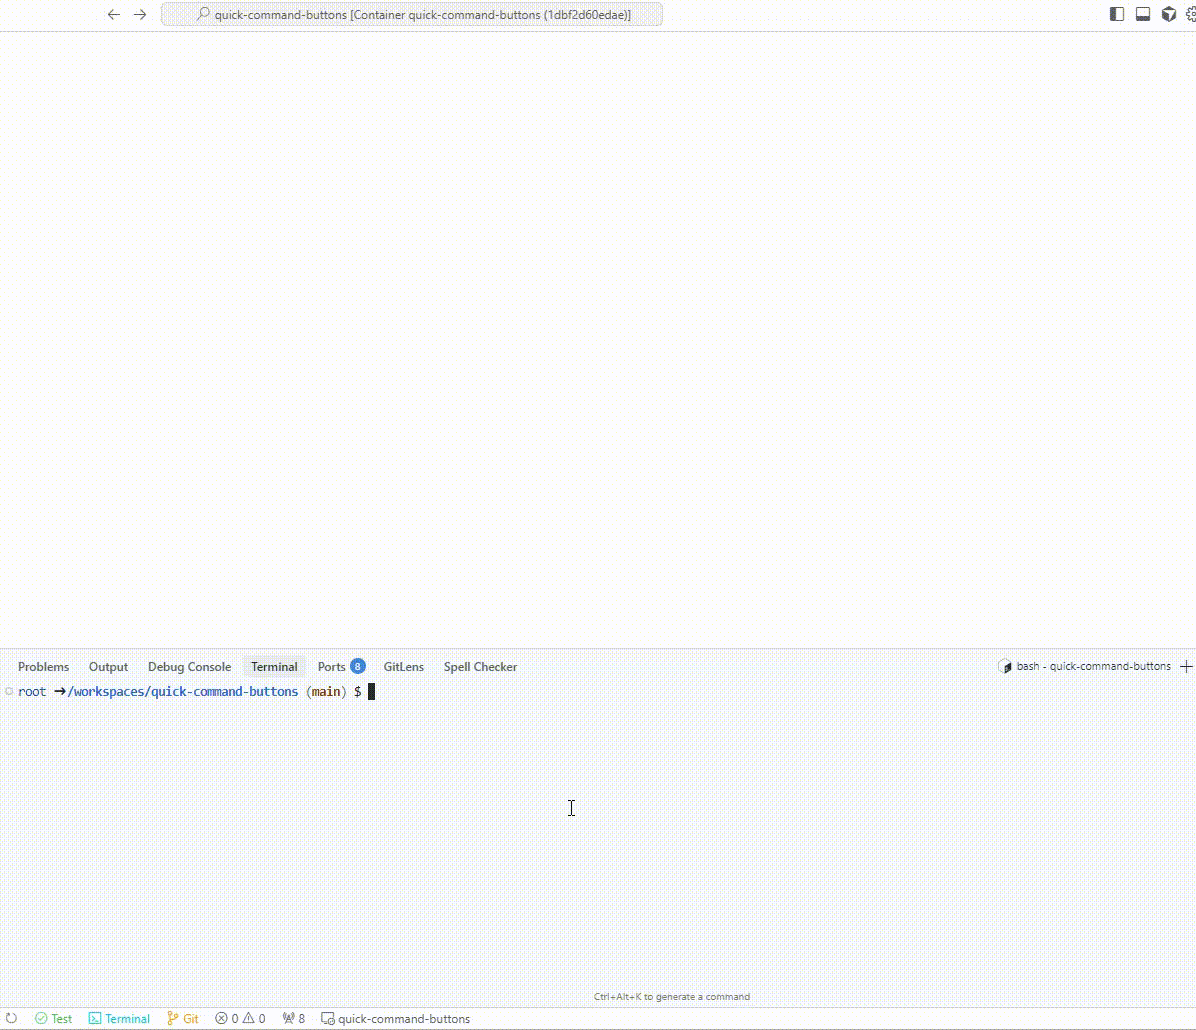 quick-command-buttons [Container quick-command-buttons (1dbf2d60edae)]
Problems Output Debug Console Terminal Ports 8 GitLens Spell Checker bash - quick-command-buttons
root ➜/workspaces/quick-command-buttons (main) $
Ctrl+Alt+K to generate a command
Test Terminal Git 0 0 8 quick-command-buttons